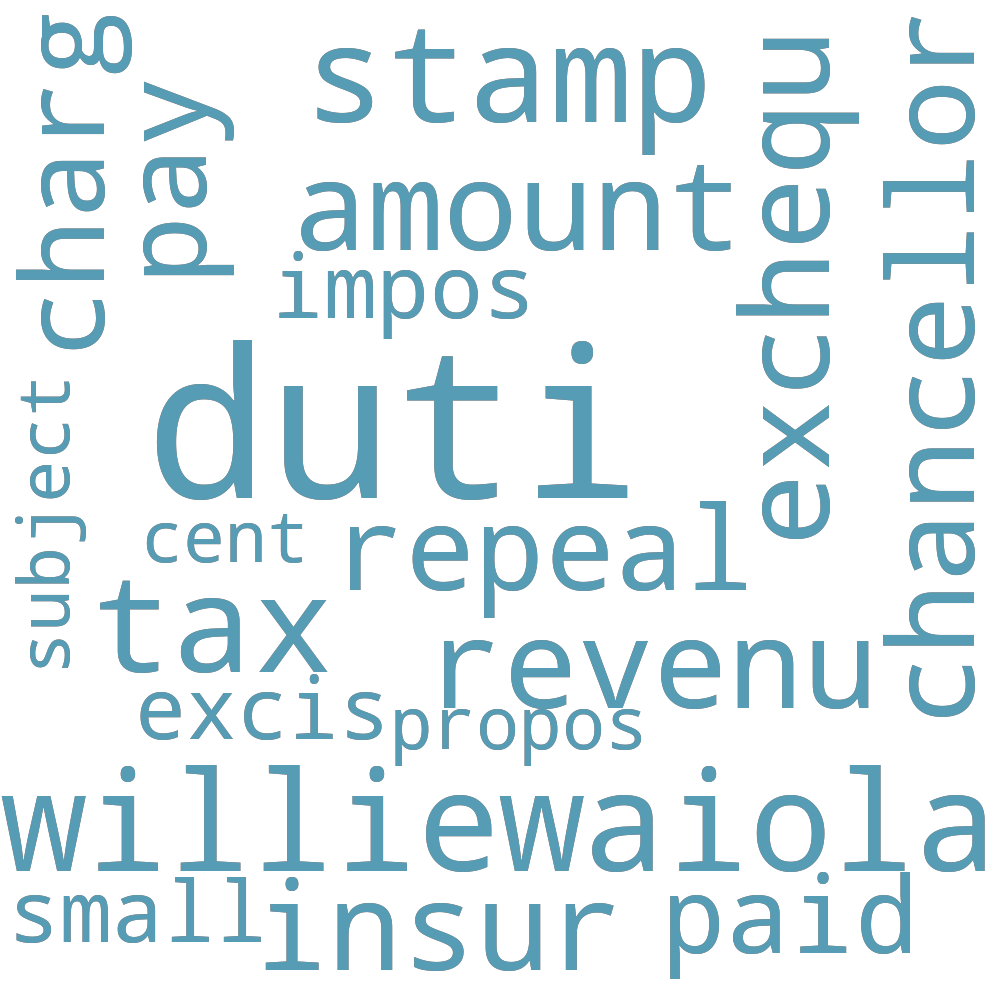 charg
pay
stamp
exchequ
chancellor
amount
impos
duti
subject
cent
repeal
tax
revenu
excis
propos
williewaiola
small
insur
paid